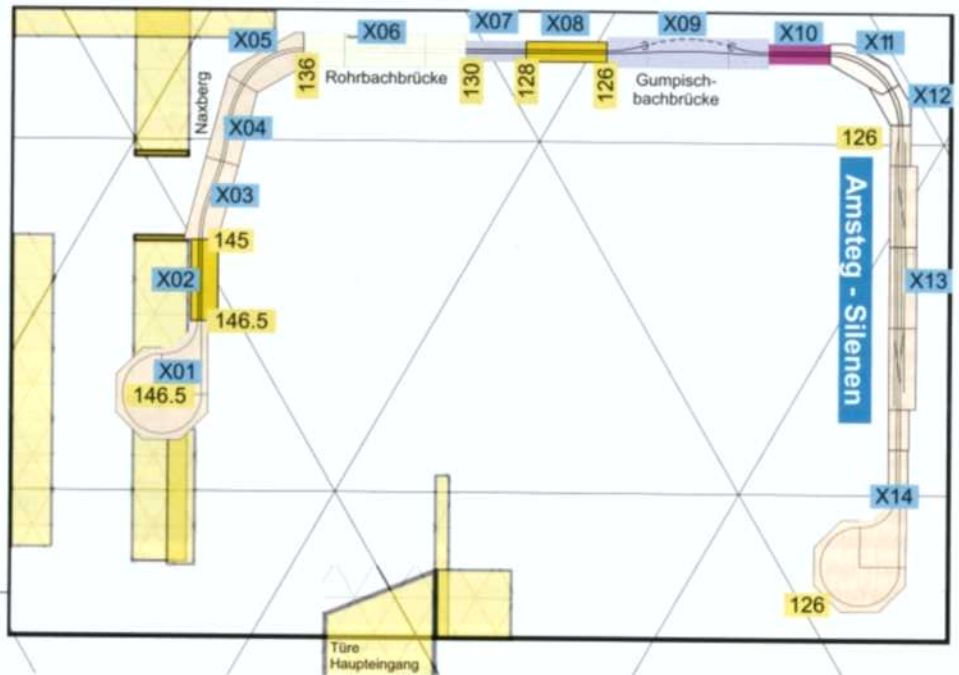 X05
X06
X07
X08
X09
X10
X11
136
Rohrbachbrücke
130
128
126
Gumpisch-
bachbrücke
Naxberg
X04
X12
126
X03
Amsteg - Silenen
145
X02
X13
146.5
X01
146.5
X14
126
Türe
Haupteingang